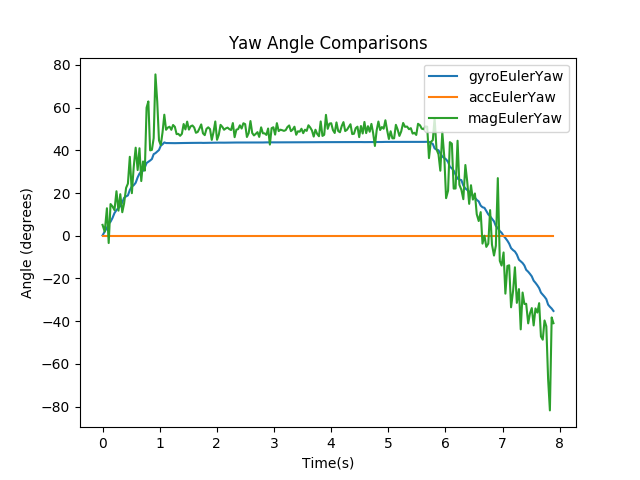 Yaw Angle Comparisons
gyroEulerYaw
accEulerYaw
magEulerYaw
80
60
40
20
0
−20
−40
−60
−80
Angle (degrees)
0 1 2 3 4 5 6 7 8
Time(s)